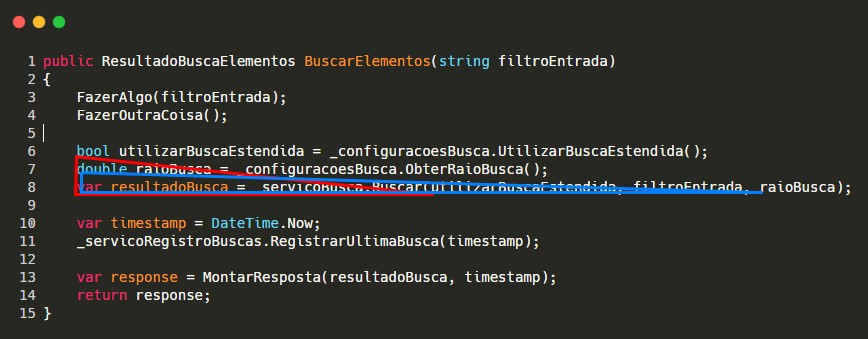 1 public ResultadoBuscaElementos BuscarElementos(string filtroEntrada)
2 {
3 FazerAlgo(filtroEntrada);
4 FazerOutraCoisa();
5
6 bool utilizarBuscaEstendida = _configuracoesBusca.UtilizarBuscaEstendida();
7 double raioBusca = _configuracoesBusca.ObterRaioBusca();
8 var resultadoBusca = _servicoBusca.Buscar(utilizarBuscaEstendida, filtroEntrada, raioBusca);
9
10 var timestamp = DateTime.Now;
11 _servicoRegistroBuscas.RegistrarUltimaBusca(timestamp);
12
13 var response = MontarResposta(resultadoBusca, timestamp);
14 return response;
15 }